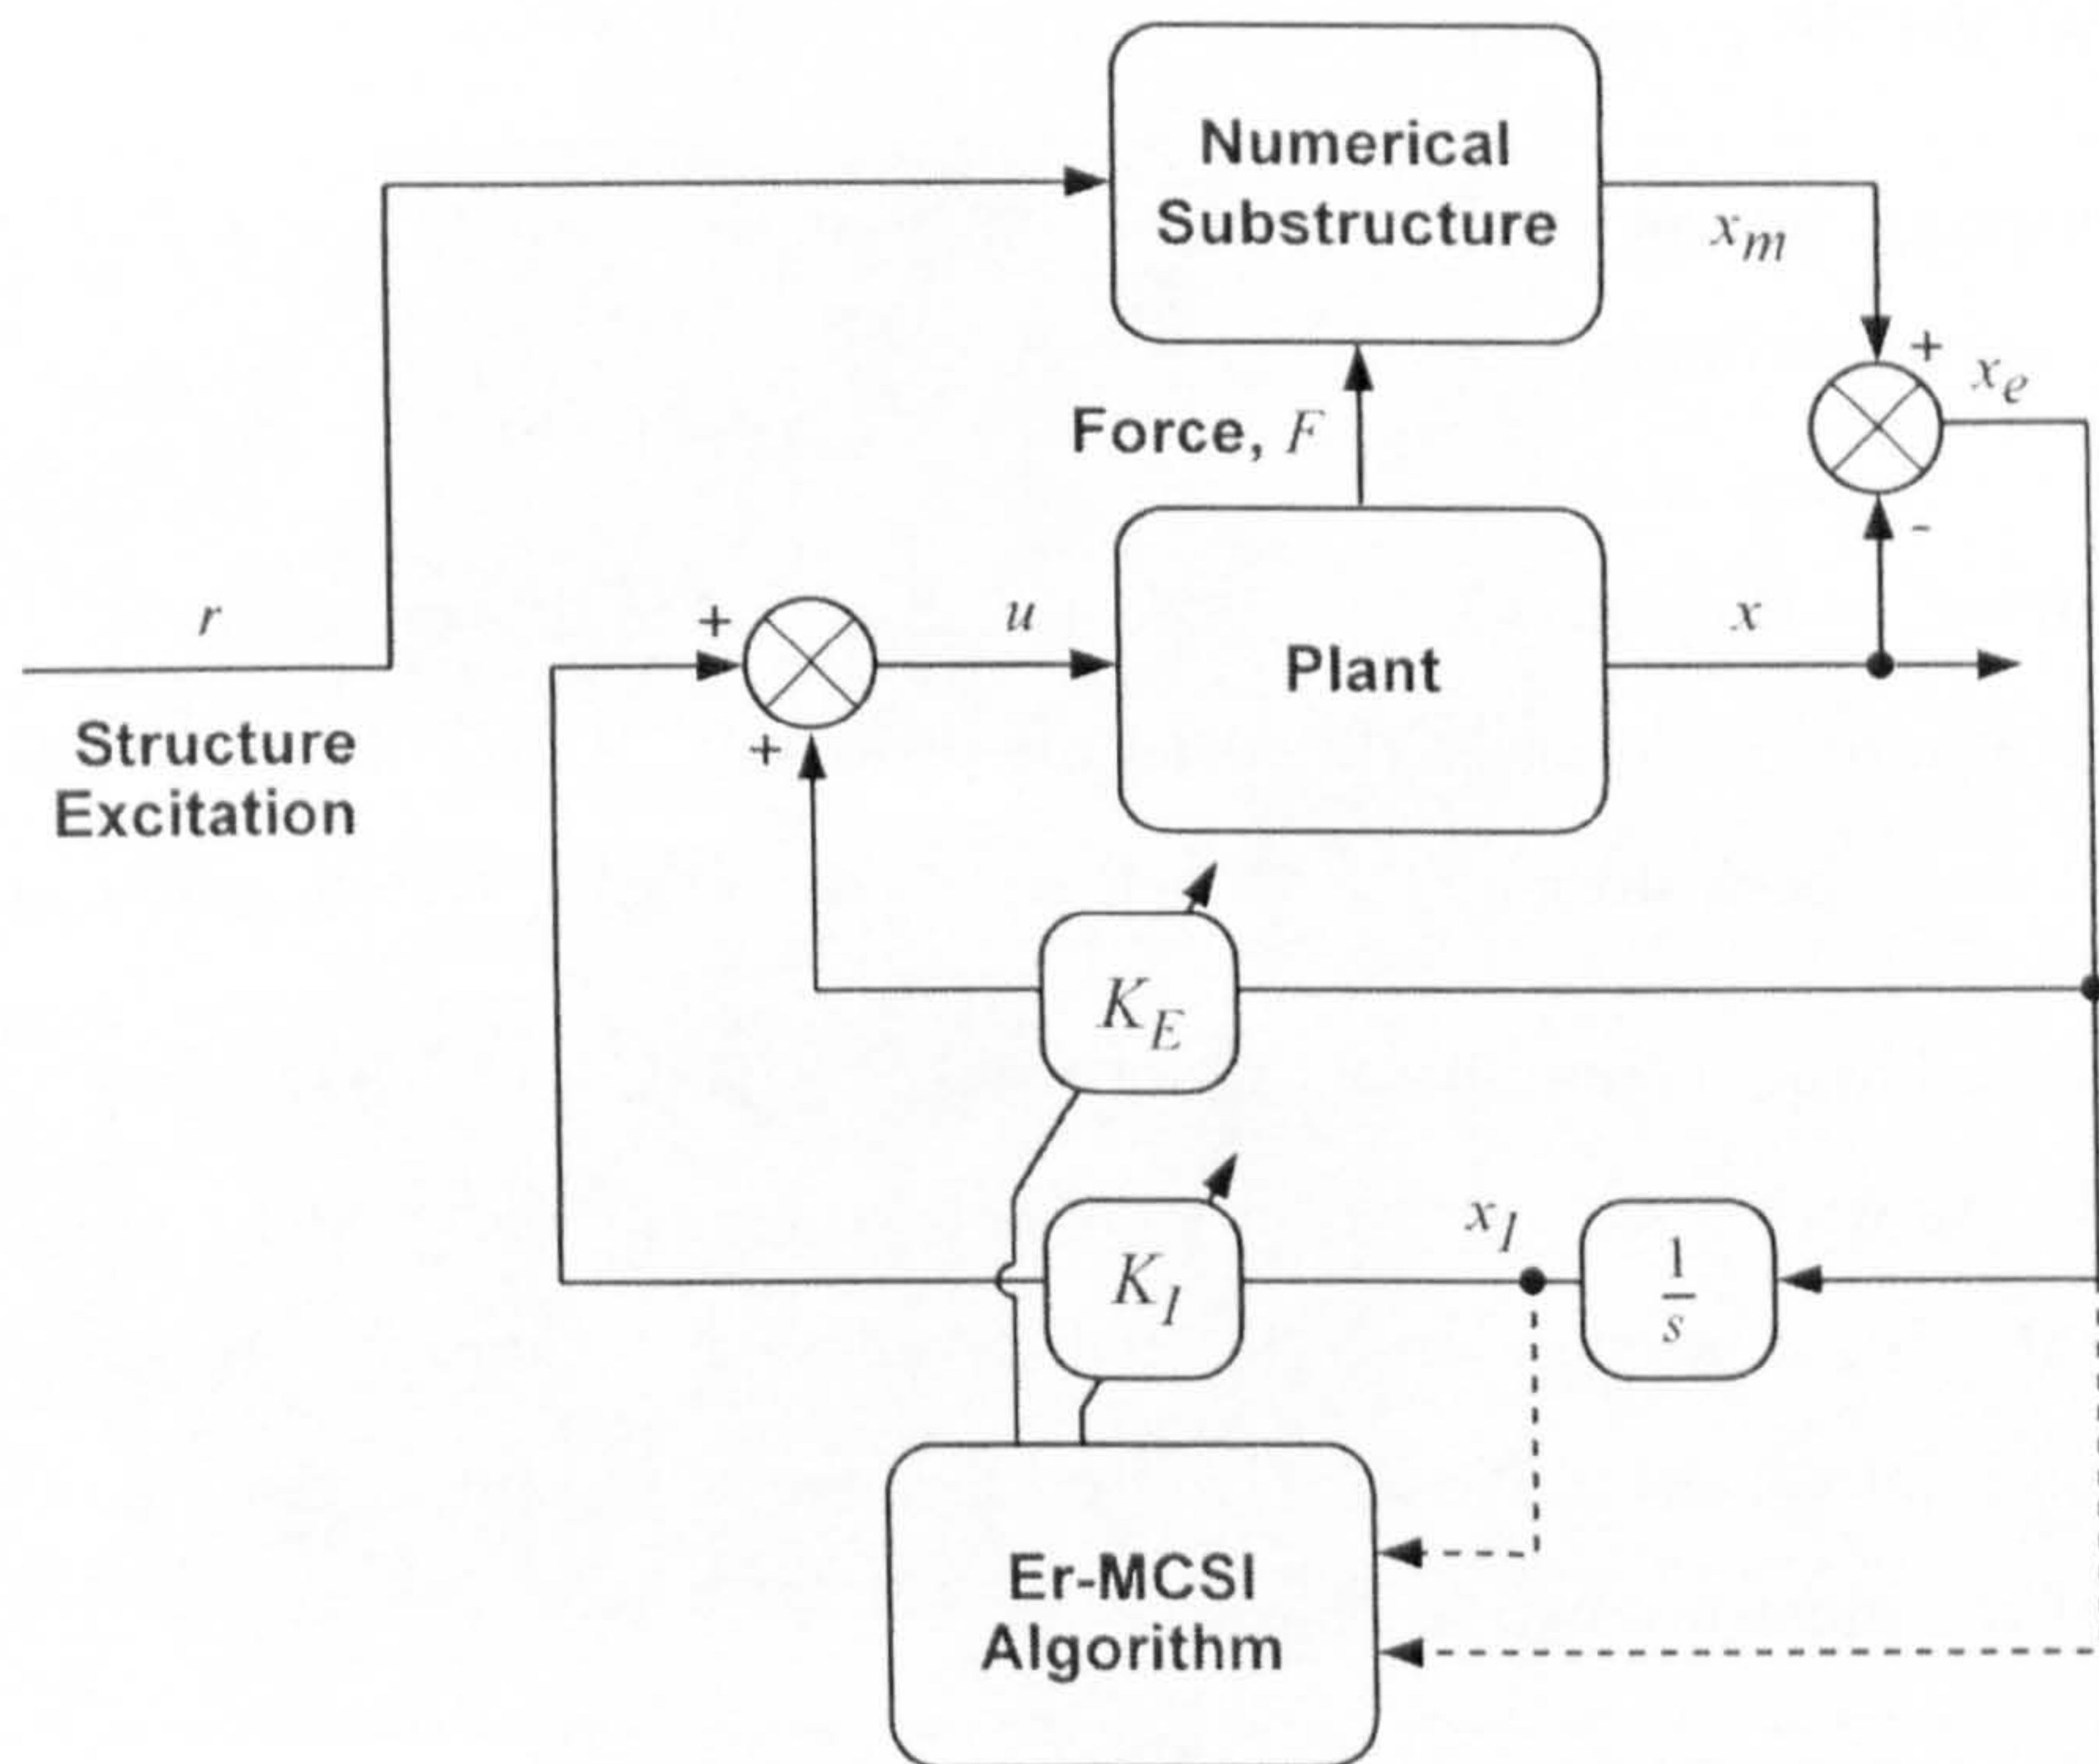 Numerical
Substructure
x_m
+
x_e
Force, F
-
r
+
u
Plant
x
Structure
Excitation
+
K_E
x_I
K_I
1
s
Er-MCSI
Algorithm